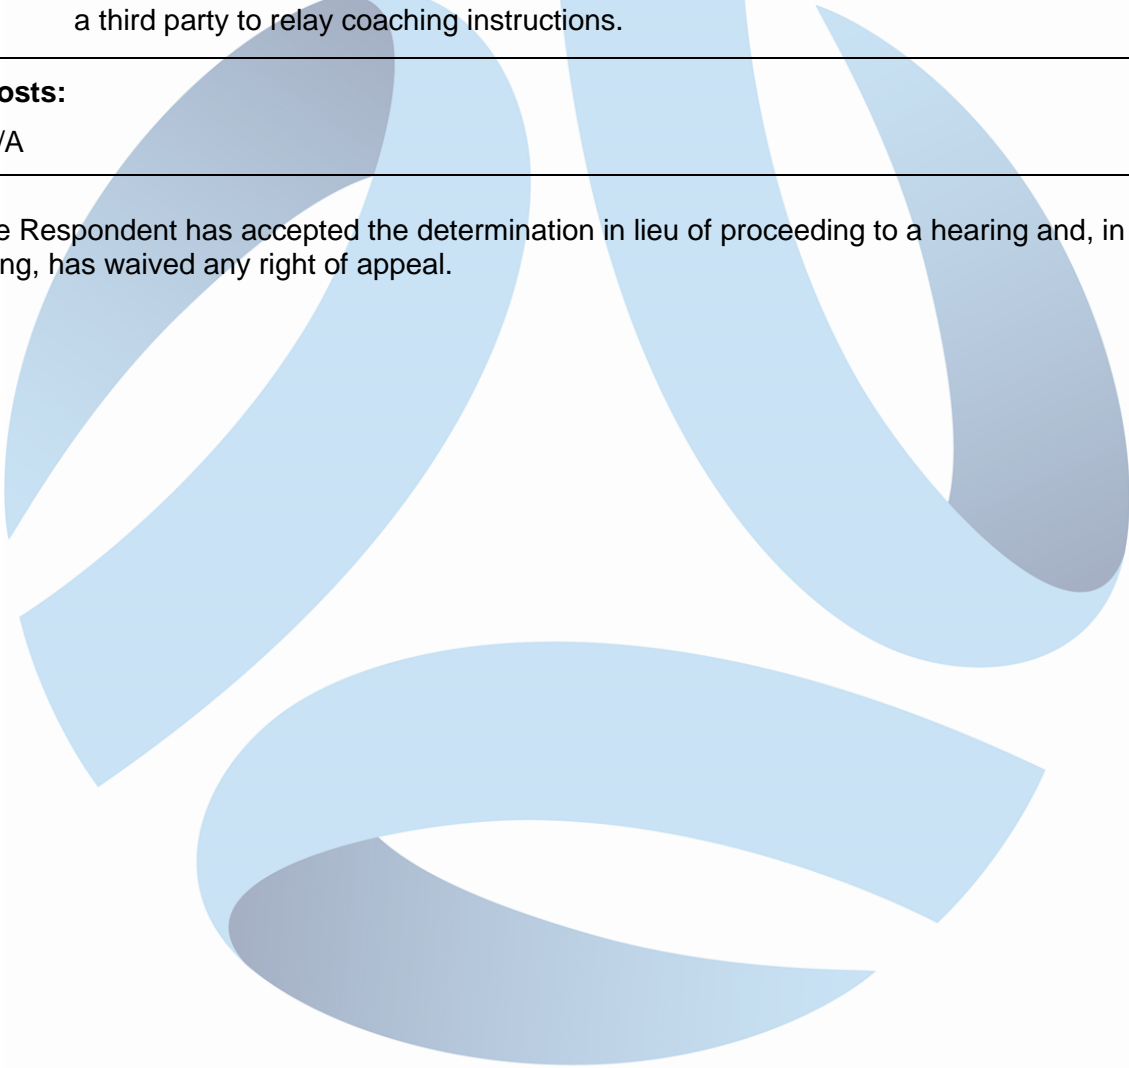 a third party to relay coaching instructions.
osts:
/A
e Respondent has accepted the determination in lieu of proceeding to a hearing and, in
ng, has waived any right of appeal.